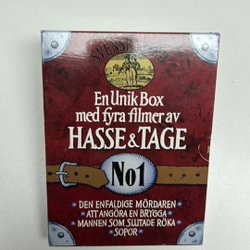 En Unik Box
med fyra filmer av
HASSE & TAGE
No1
• DEN ENFALDIGE MÖRDAREN
• ATT ANGÖRA EN BRYGGA
• MANNEN SOM SLUTADE RÖKA
• SOPOR